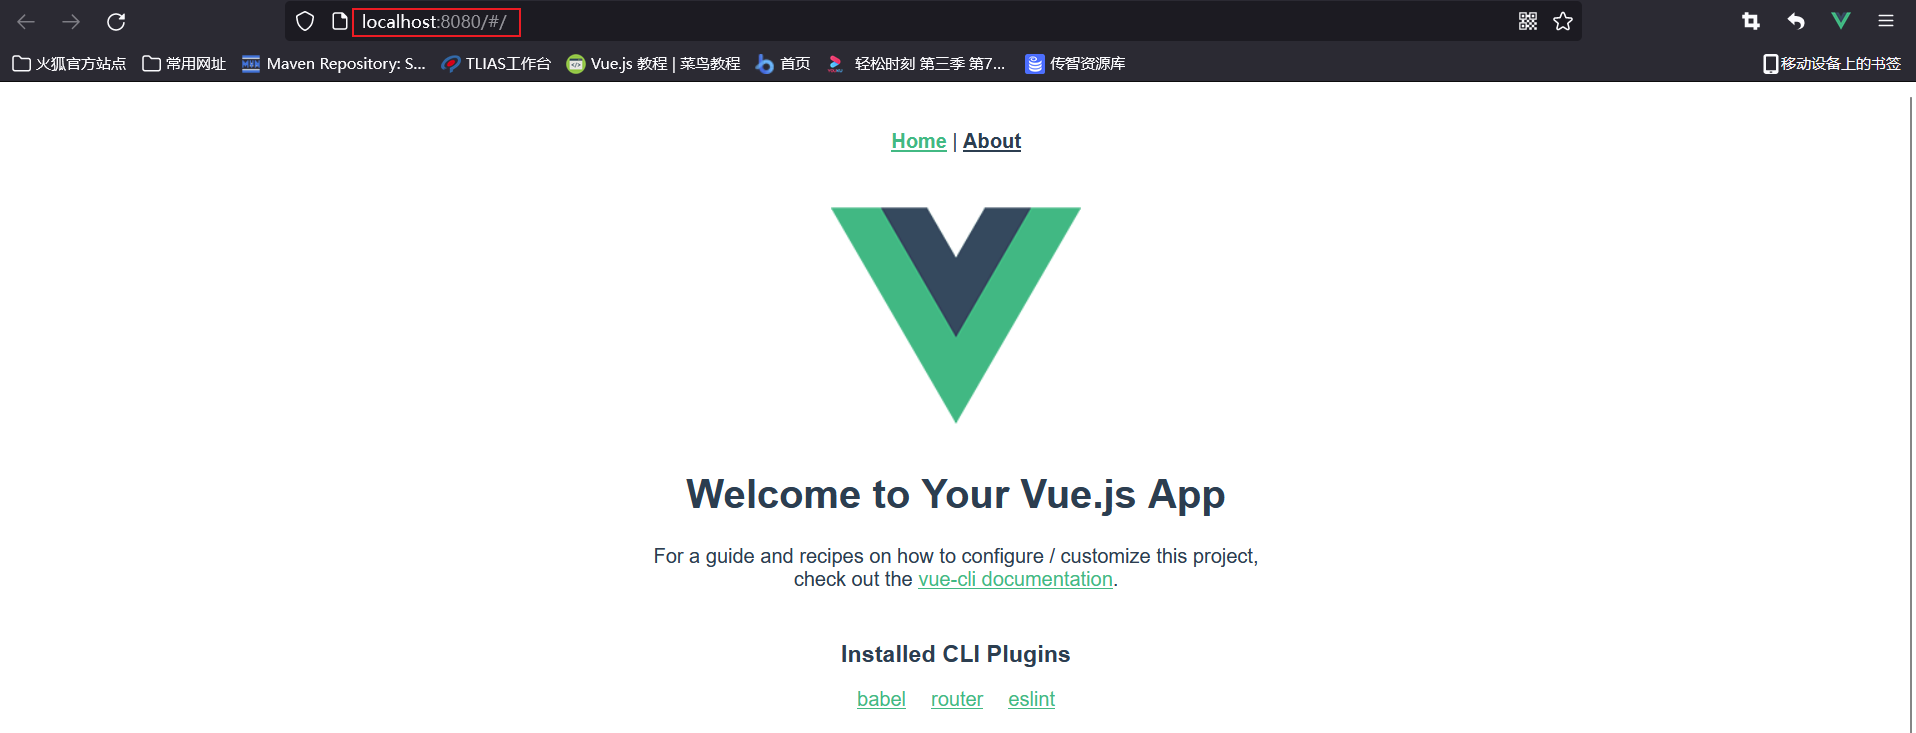 localhost:8080/#/
火狐官方站点 常用网址 Maven Repository: S... TLIAS工作台 Vue.js 教程 | 菜鸟教程 首页 轻松时刻 第三季 第7... 传智资源库 移动设备上的书签
Home | About
Welcome to Your Vue.js App
For a guide and recipes on how to configure / customize this project,
check out the vue-cli documentation.
Installed CLI Plugins
babel router eslint